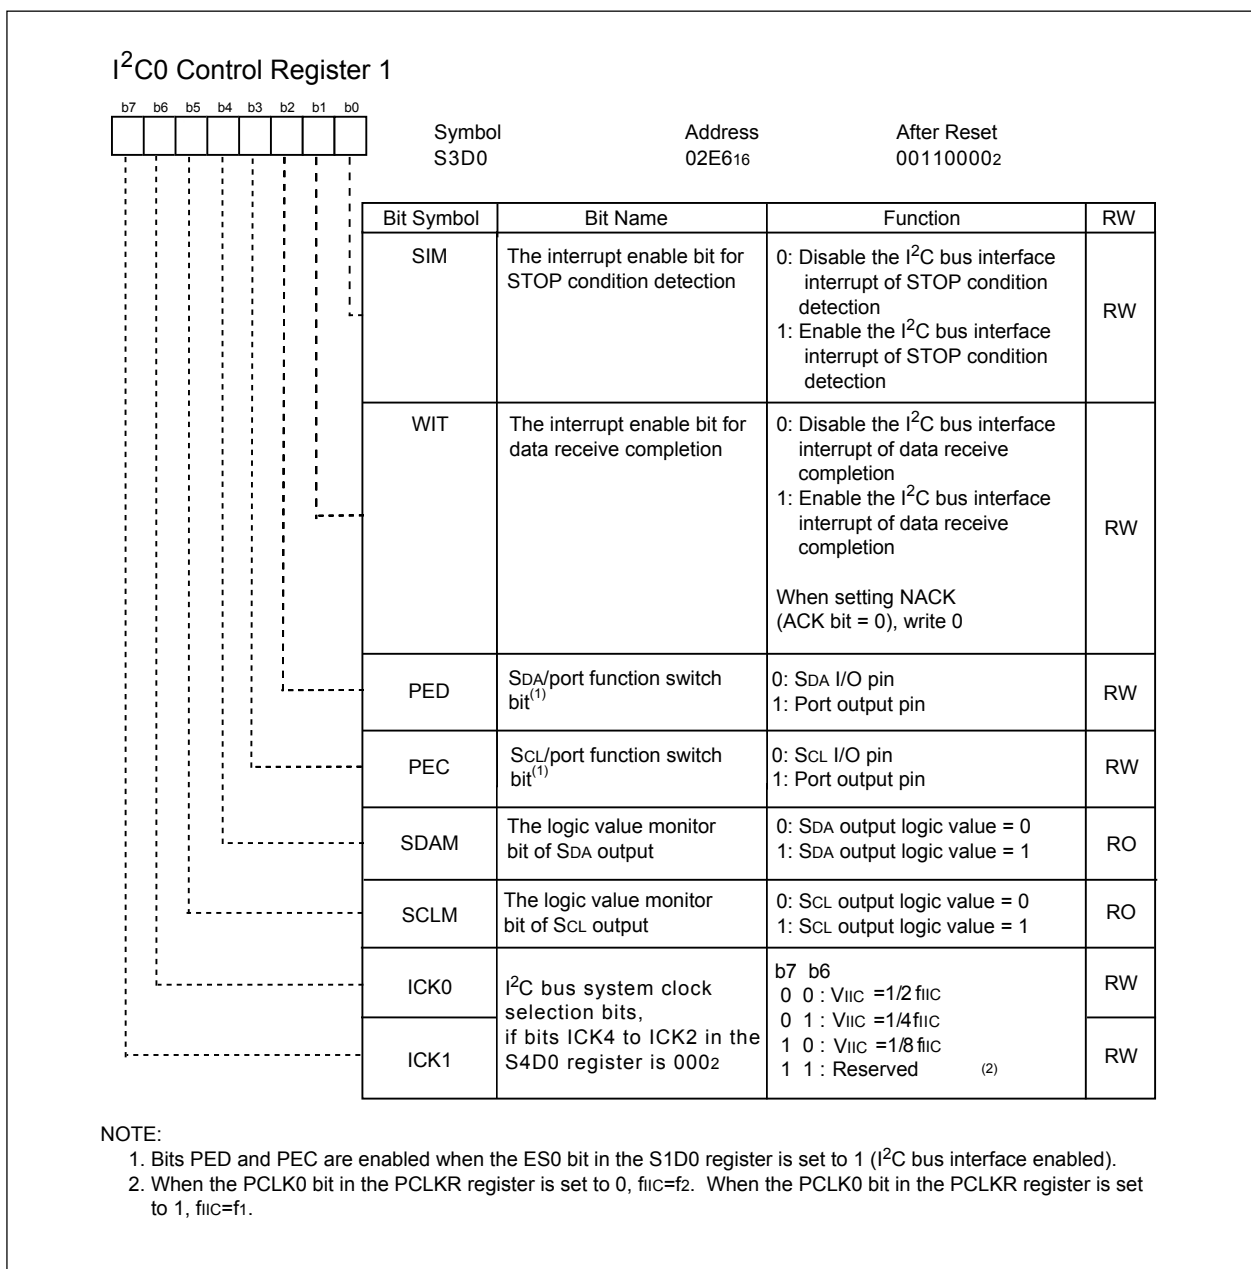 I2C0 Control Register 1
b7 b6 b5 b4 b3 b2 b1 b0
Symbol Address After Reset
S3D0 02E616 001100002
Bit Symbol Bit Name Function RW
SIM The interrupt enable bit for 0: Disable the I2C bus interface
STOP condition detection interrupt of STOP condition
detection
RW
1: Enable the I2C bus interface
interrupt of STOP condition
detection
WIT The interrupt enable bit for 0: Disable the I2C bus interface
data receive completion interrupt of data receive
completion
1: Enable the I2C bus interface
interrupt of data receive RW
completion
When setting NACK
(ACK bit = 0), write 0
PED SDA/port function switch 0: SDA I/O pin RW
bit(1) 1: Port output pin
PEC SCL/port function switch 0: SCL I/O pin RW
bit(1) 1: Port output pin
SDAM The logic value monitor 0: SDA output logic value = 0 RO
bit of SDA output 1: SDA output logic value = 1
SCLM The logic value monitor 0: SCL output logic value = 0 RO
bit of SCL output 1: SCL output logic value = 1
b7 b6
ICK0 I2C bus system clock 0 0 : VIIC =1/2 fIIC RW
selection bits, 0 1 : VIIC =1/4fIIC
if bits ICK4 to ICK2 in the 1 0 : VIIC =1/8 fIIC
ICK1 S4D0 register is 0002 1 1 : Reserved (2) RW
NOTE:
1. Bits PED and PEC are enabled when the ES0 bit in the S1D0 register is set to 1 (I2C bus interface enabled).
2. When the PCLK0 bit in the PCLKR register is set to 0, fIIC=f2. When the PCLK0 bit in the PCLKR register is set
to 1, fIIC=f1.